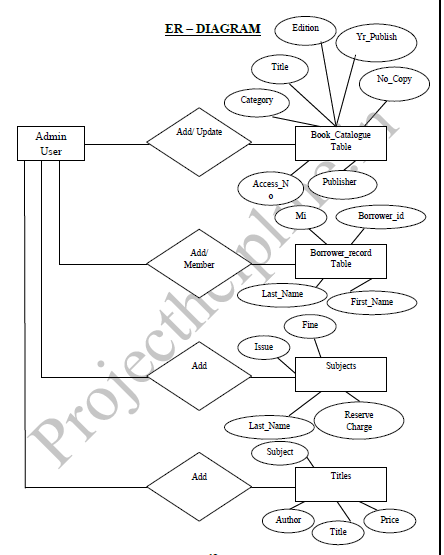 ER – DIAGRAM
Edition
Yr_Publish
Title
No_Copy
Category
Admin
User
Add/ Update
Book_Catalogue
Table
Access_N
o
Publisher
Mi
Borrower_id
Add/
Member
Borrower_record
Table
Last_Name
First_Name
Fine
Issue
Add
Subjects
Last_Name
Reserve
Charge
Subject
Add
Titles
Author
Title
Price